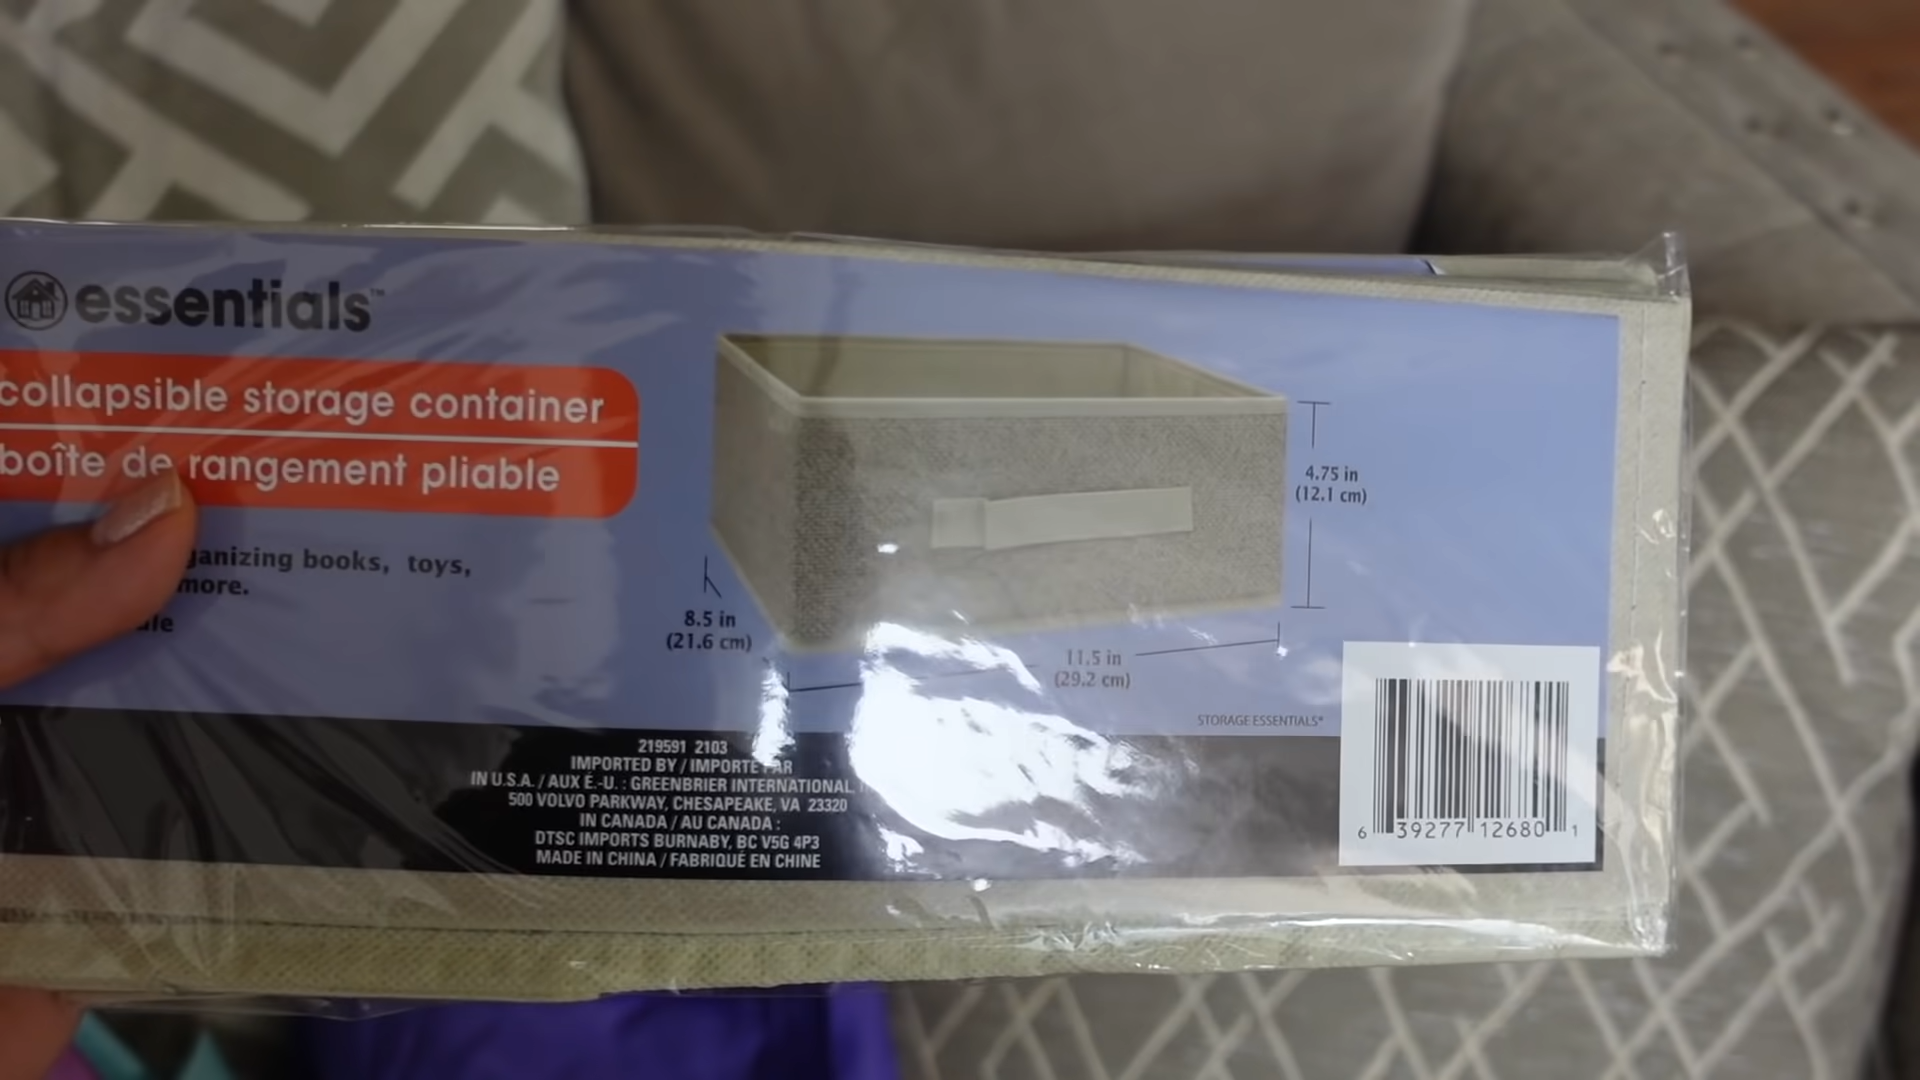 essentials™
collapsible storage container
boîte de rangement pliable
books, toys,
more.
4.75 in
(12.1 cm)
8.5 in
(21.6 cm)
11.5 in
(29.2 cm)
STORAGE ESSENTIALS®
219591 2103
IMPORTED BY / IMPORTÉ PAR
IN U.S.A. / AUX É.-U. : GREENBRIER INTERNATIONAL,
500 VOLVO PARKWAY, CHESAPEAKE, VA 23320
IN CANADA / AU CANADA :
DTSC IMPORTS BURNABY, BC V5G 4P3
MADE IN CHINA / FABRIQUÉ EN CHINE
6 39277 12680 1